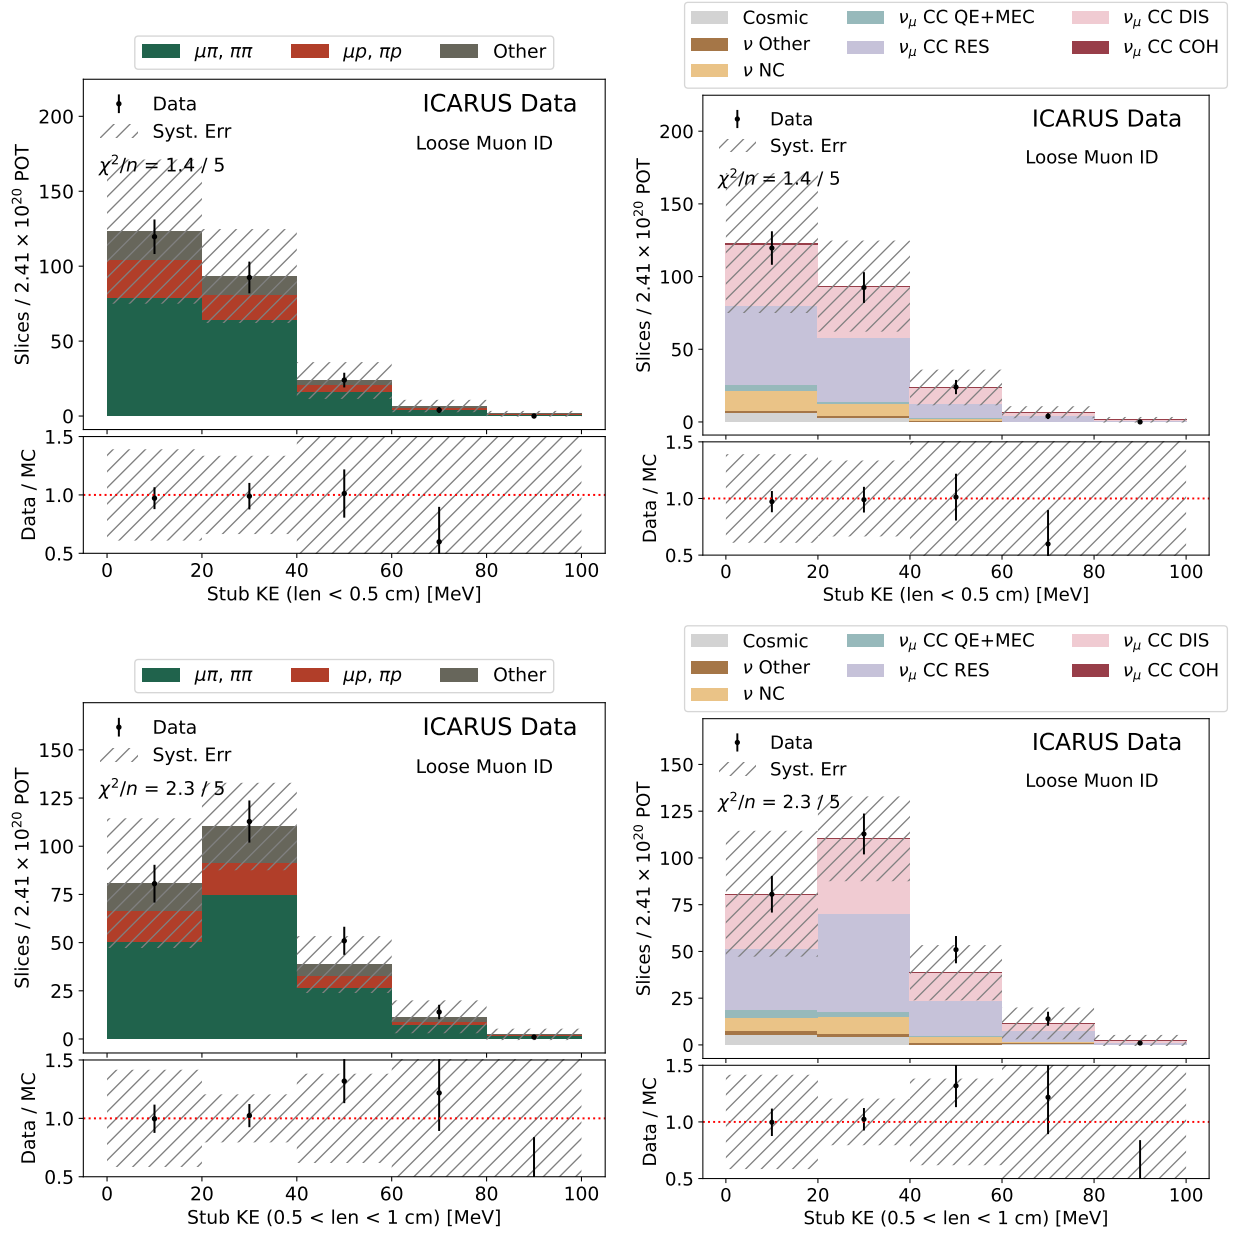 μπ, ππ μp, πp Other
Data
Syst. Err
χ²/n = 1.4 / 5
ICARUS Data
Loose Muon ID
Slices / 2.41 × 10²⁰ POT
200
150
100
50
0
Data / MC
1.5
1.0
0.5
0 20 40 60 80 100
Stub KE (len < 0.5 cm) [MeV]
Cosmic ν_μ CC QE+MEC ν_μ CC DIS
ν Other ν_μ CC RES ν_μ CC COH
ν NC
Data
Syst. Err
χ²/n = 1.4 / 5
ICARUS Data
Loose Muon ID
Slices / 2.41 × 10²⁰ POT
200
150
100
50
0
Data / MC
1.5
1.0
0.5
0 20 40 60 80 100
Stub KE (len < 0.5 cm) [MeV]
μπ, ππ μp, πp Other
Data
Syst. Err
χ²/n = 2.3 / 5
ICARUS Data
Loose Muon ID
Slices / 2.41 × 10²⁰ POT
150
125
100
75
50
25
0
Data / MC
1.5
1.0
0.5
0 20 40 60 80 100
Stub KE (0.5 < len < 1 cm) [MeV]
Cosmic ν_μ CC QE+MEC ν_μ CC DIS
ν Other ν_μ CC RES ν_μ CC COH
ν NC
Data
Syst. Err
χ²/n = 2.3 / 5
ICARUS Data
Loose Muon ID
Slices / 2.41 × 10²⁰ POT
150
125
100
75
50
25
0
Data / MC
1.5
1.0
0.5
0 20 40 60 80 100
Stub KE (0.5 < len < 1 cm) [MeV]